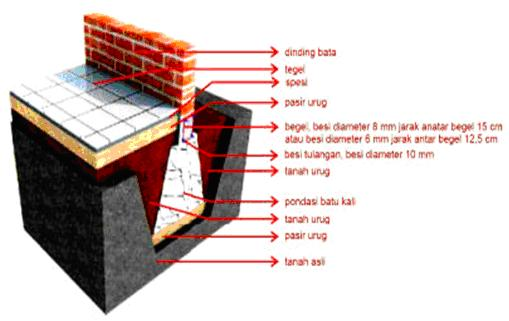 dinding bata
tegel
spesi
pasir urug
begel, besi diameter 8 mm jarak anatar begel 15 cm
atau besi diameter 6 mm jarak antar begel 12,5 cm
besi tulangan, besi diameter 10 mm
tanah urug
pondasi batu kali
tanah urug
pasir urug
tanah asli